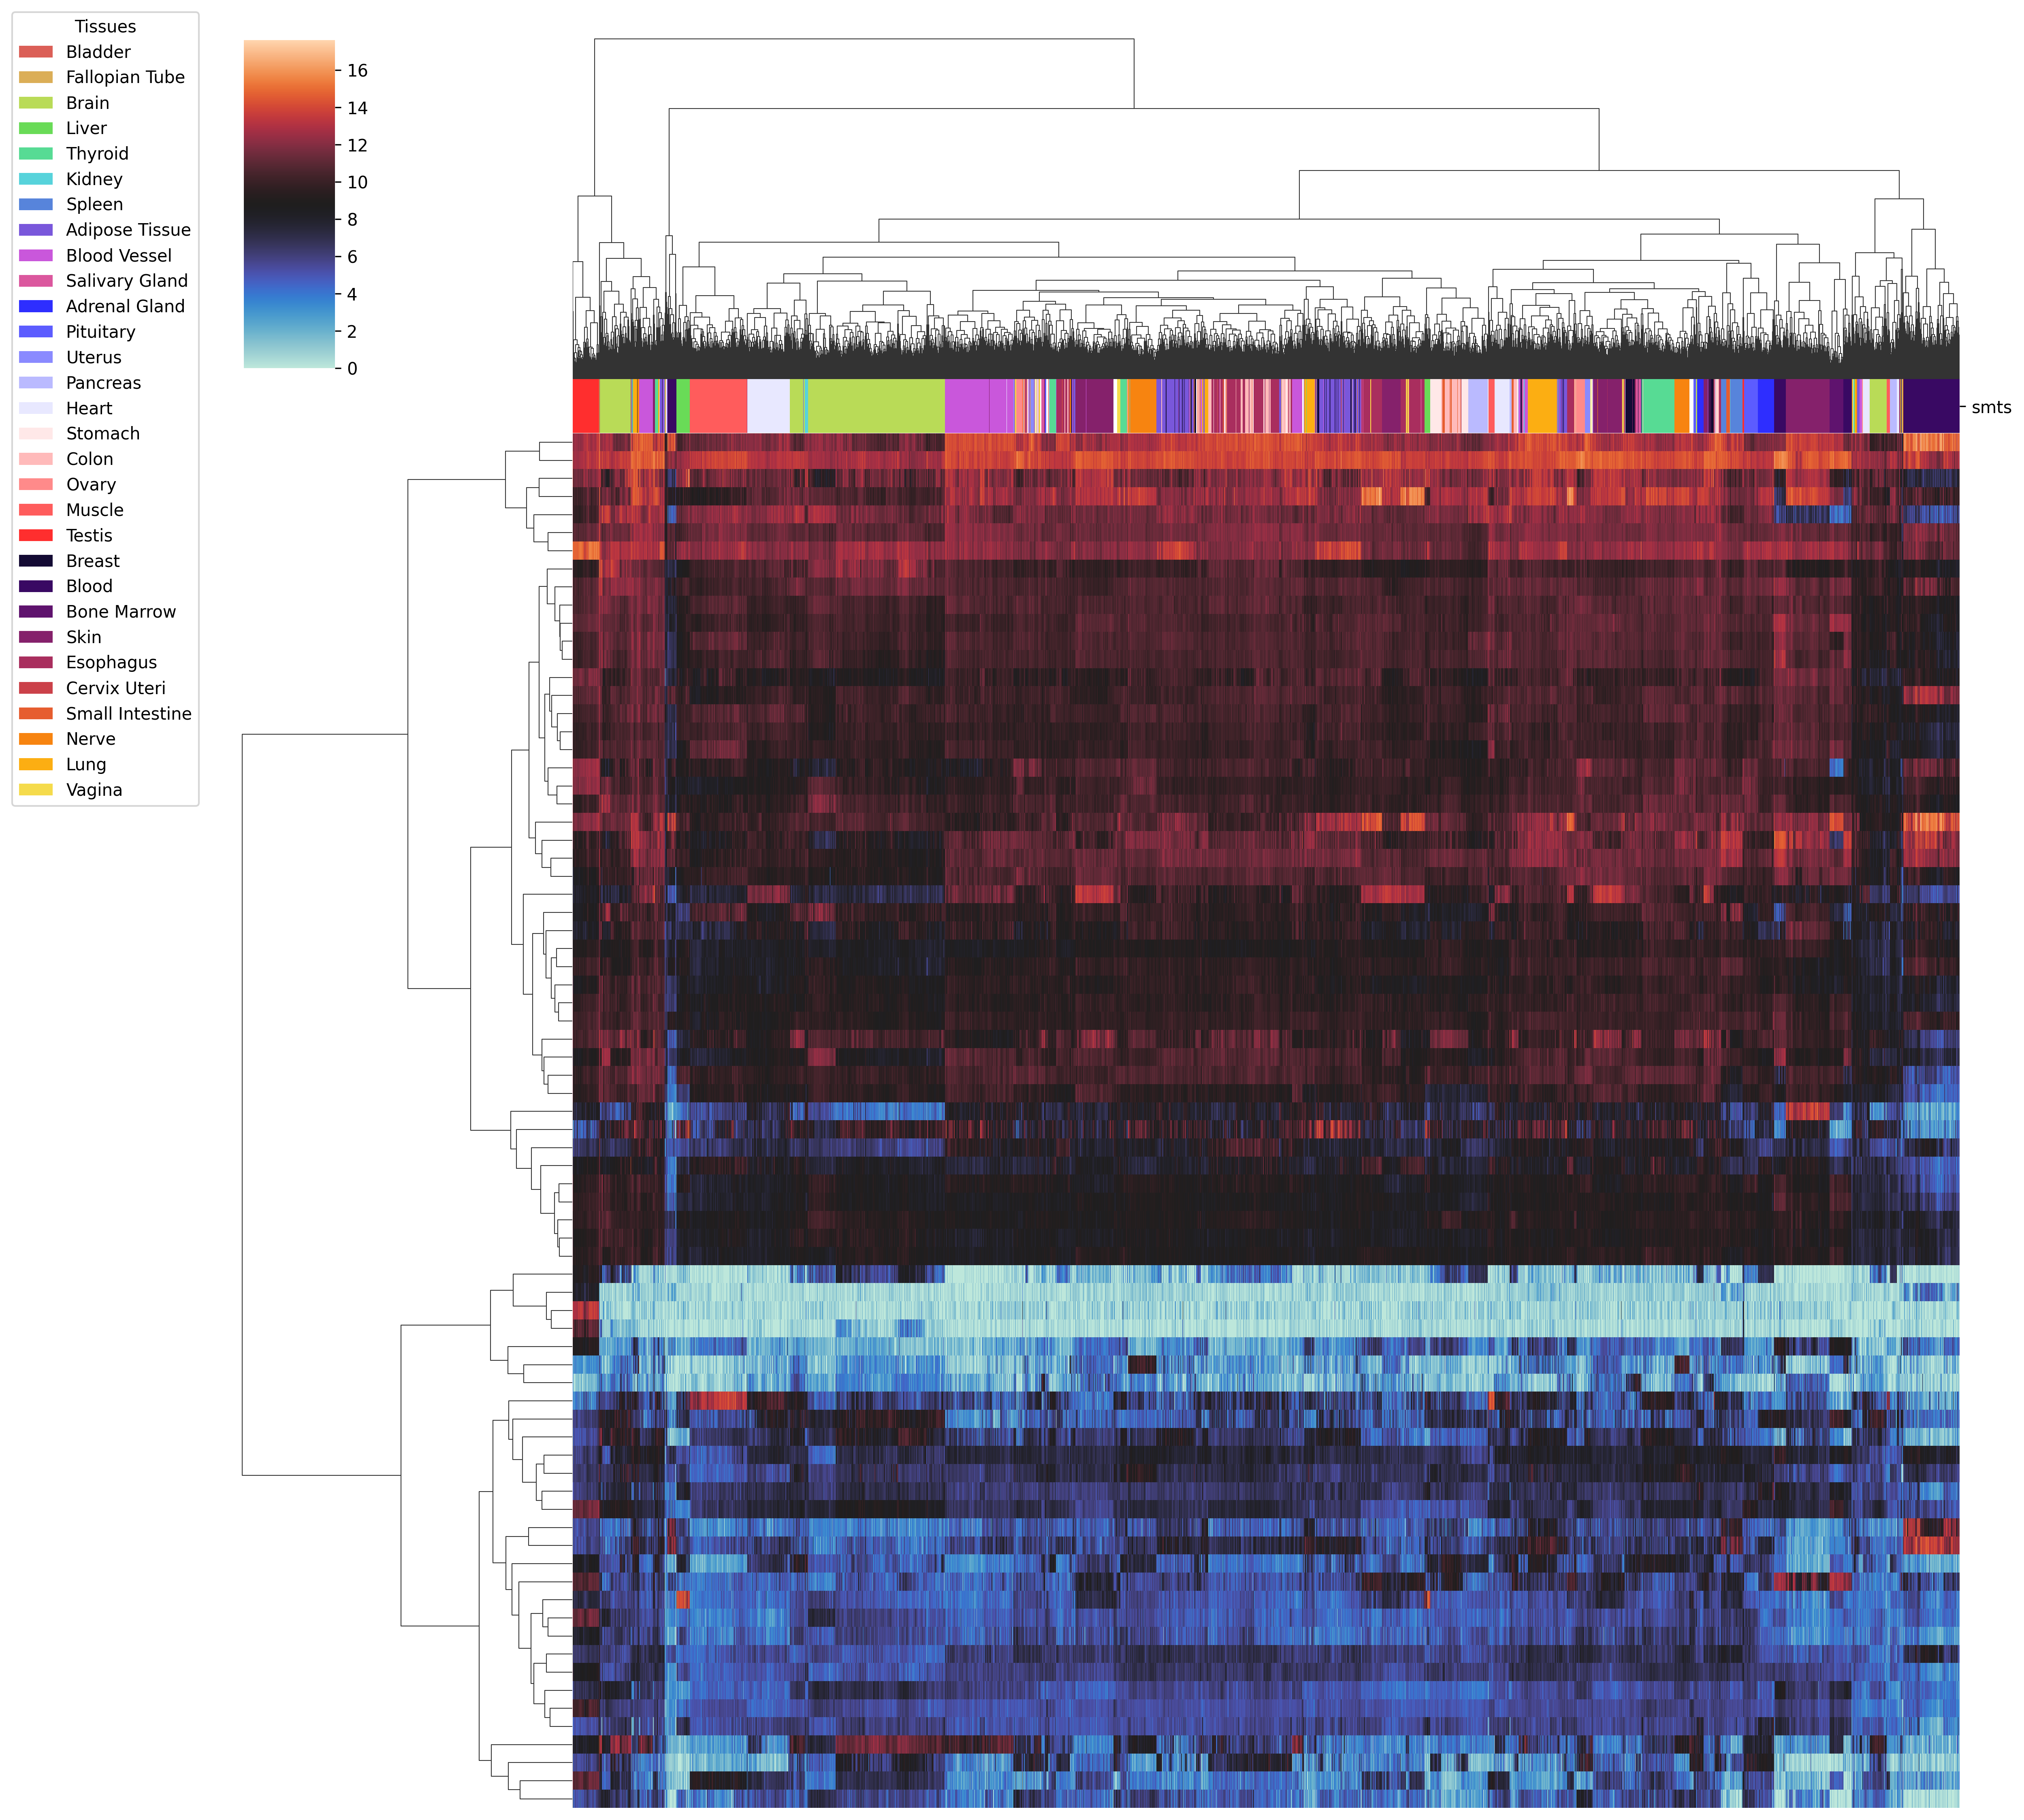 Tissues
Bladder
Fallopian Tube
Brain
Liver
Thyroid
Kidney
Spleen
Adipose Tissue
Blood Vessel
Salivary Gland
Adrenal Gland
Pituitary
Uterus
Pancreas
Heart
Stomach
Colon
Ovary
Muscle
Testis
Breast
Blood
Bone Marrow
Skin
Esophagus
Cervix Uteri
Small Intestine
Nerve
Lung
Vagina
16
14
12
10
8
6
4
2
0
smts